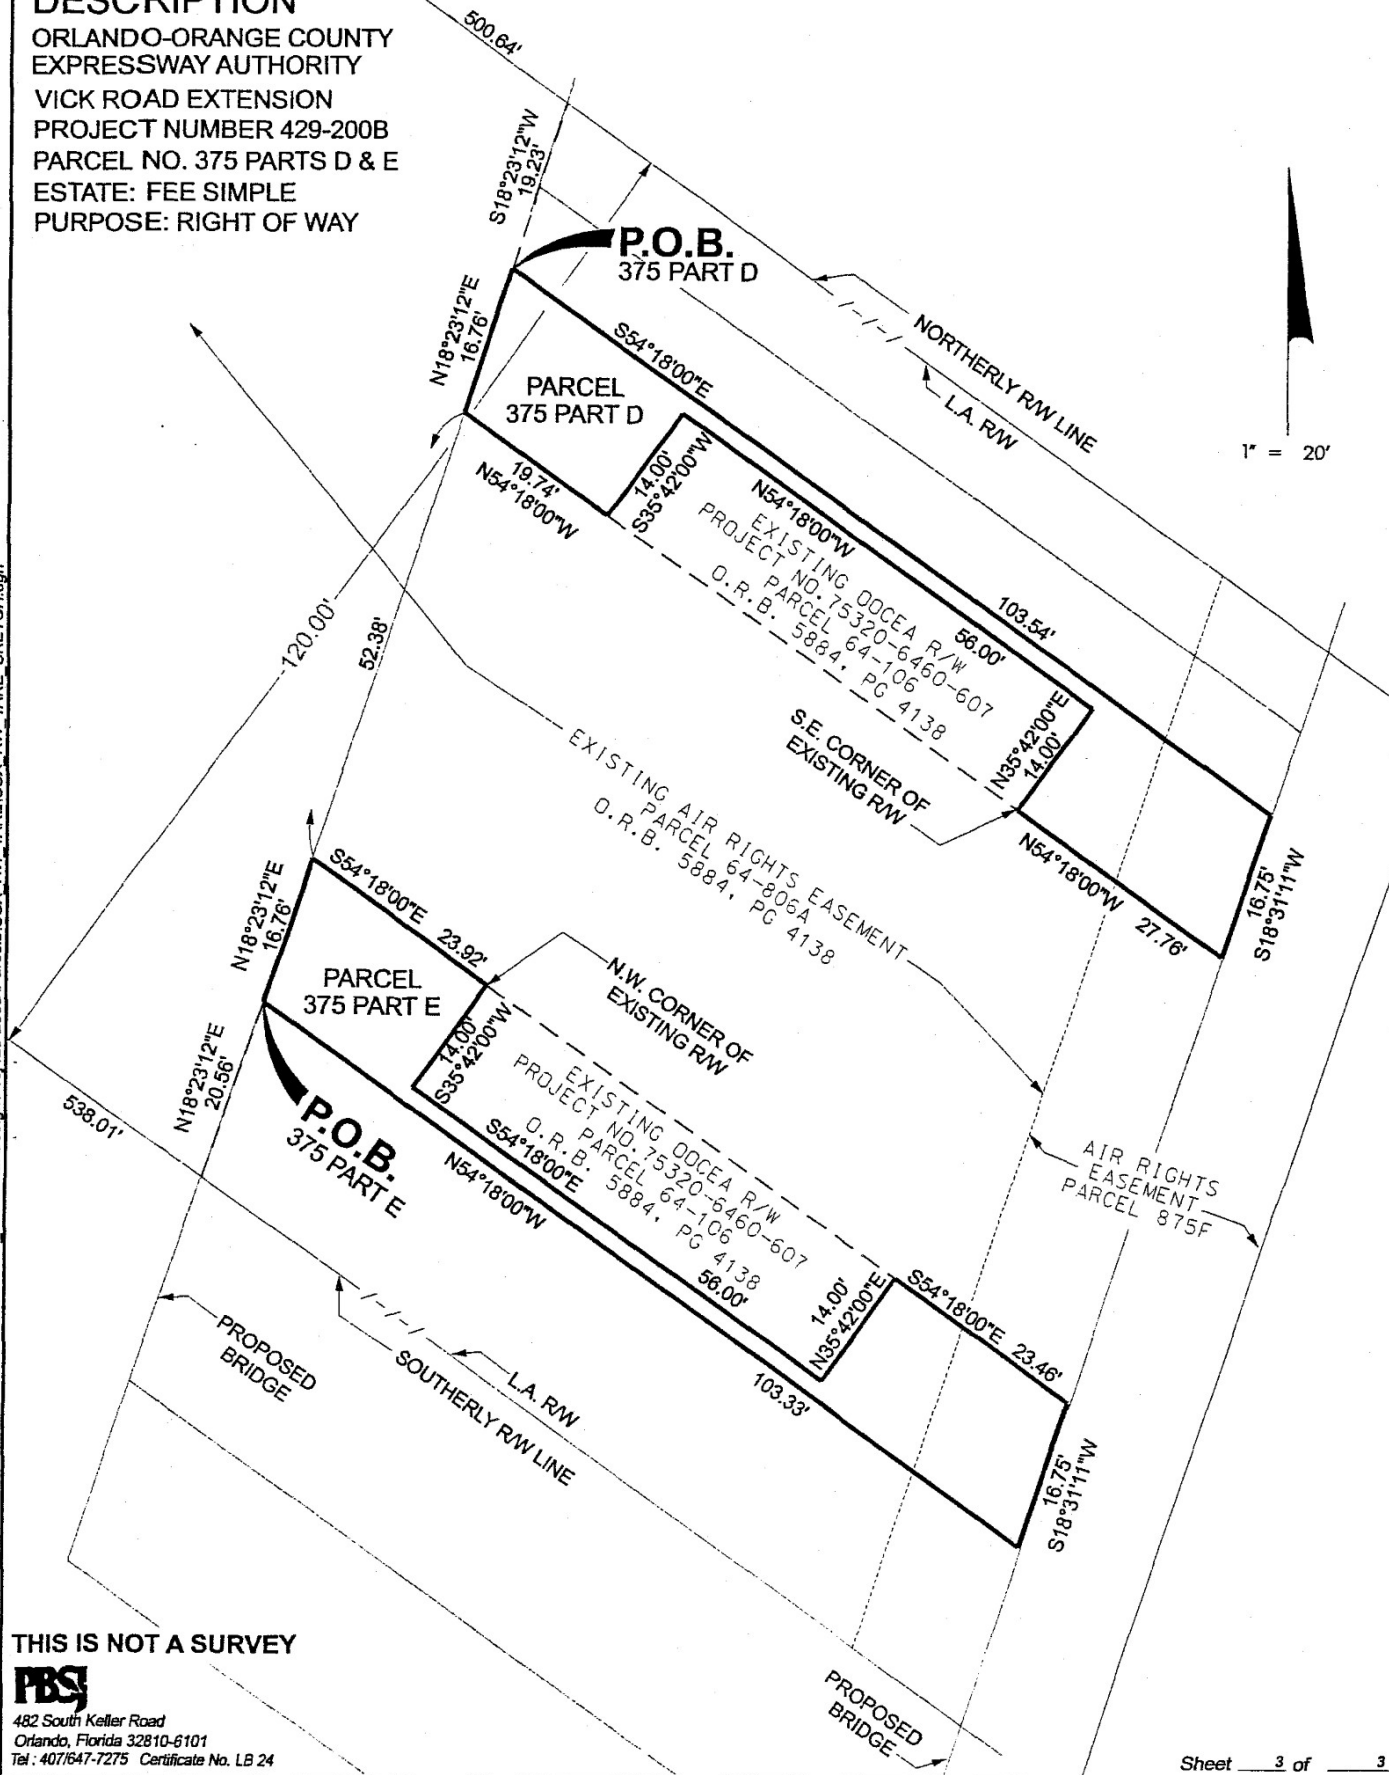 DESCRIPTION
ORLANDO-ORANGE COUNTY
EXPRESSWAY AUTHORITY
VICK ROAD EXTENSION
PROJECT NUMBER 429-200B
PARCEL NO. 375 PARTS D & E
ESTATE: FEE SIMPLE
PURPOSE: RIGHT OF WAY
500.64'
S18°23'12"W
19.23'
P.O.B.
375 PART D
N18°23'12"E
16.76'
S54°18'00"E
NORTHERLY R/W LINE
L.A. R/W
1" = 20'
PARCEL
375 PART D
19.74'
N54°18'00"W
14.00'
S35°42'00"W
N54°18'00"W
EXISTING OOCEA R/W
PROJECT NO. 75320-6460-607
PARCEL 64-106
O.R.B. 5884, PG 4138
56.00'
103.54'
N35°42'00"E
14.00'
S.E. CORNER OF
EXISTING R/W
N54°18'00"W 27.76'
16.75'
S18°31'11"W
120.00'
52.38'
EXISTING AIR RIGHTS EASEMENT
PARCEL 64-806A
O.R.B. 5884, PG 4138
N18°23'12"E
16.76'
S54°18'00"E 23.92'
PARCEL
375 PART E
N.W. CORNER OF
EXISTING R/W
14.00'
S35°42'00"W
N18°23'12"E
20.56'
538.01'
P.O.B.
375 PART E
EXISTING OOCEA R/W
PROJECT NO. 75320-6460-607
PARCEL 64-106
O.R.B. 5884, PG 4138
S54°18'00"E
N54°18'00"W
56.00'
103.33'
14.00'
N35°42'00"E
S54°18'00"E 23.46'
AIR RIGHTS
EASEMENT
PARCEL 875F
16.75'
S18°31'11"W
PROPOSED
BRIDGE
SOUTHERLY R/W LINE
L.A. R/W
PROPOSED
BRIDGE
THIS IS NOT A SURVEY
PBSJ
482 South Keller Road
Orlando, Florida 32810-6101
Tel : 407/647-7275 Certificate No. LB 24
Sheet 3 of 3